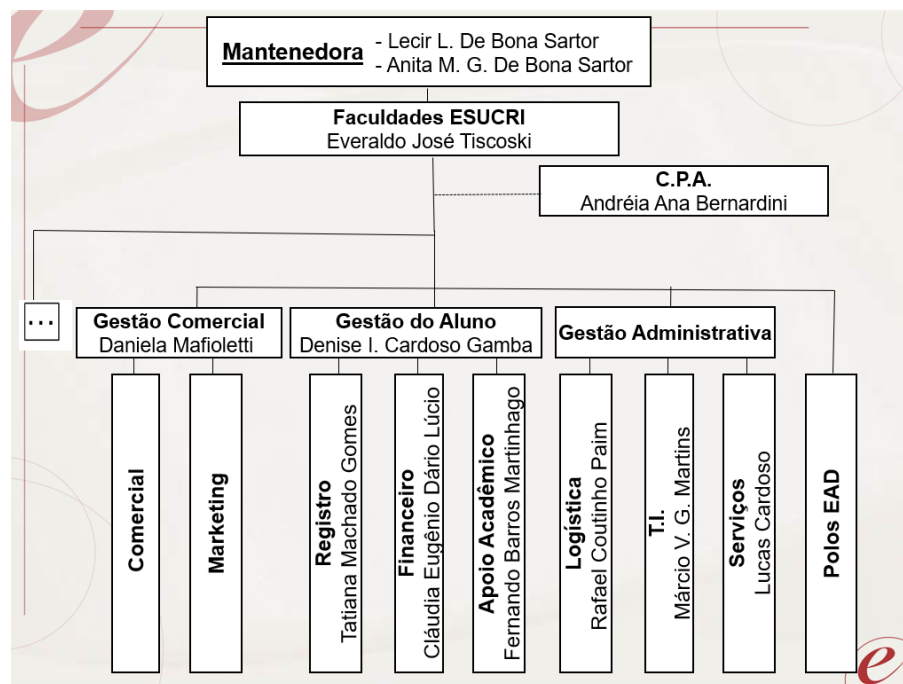 Mantenedora
- Lecir L. De Bona Sartor
- Anita M. G. De Bona Sartor
Faculdades ESUCRI
Everaldo José Tiscoski
C.P.A.
Andréia Ana Bernardini
...
Gestão Comercial
Daniela Mafioletti
Gestão do Aluno
Denise I. Cardoso Gamba
Gestão Administrativa
Comercial
Marketing
Registro
Tatiana Machado Gomes
Financeiro
Cláudia Eugênio Dário Lúcio
Apoio Acadêmico
Fernando Barros Martinhago
Logística
Rafael Coutinho Paim
T.I.
Márcio V. G. Martins
Serviços
Lucas Cardoso
Polos EAD
e